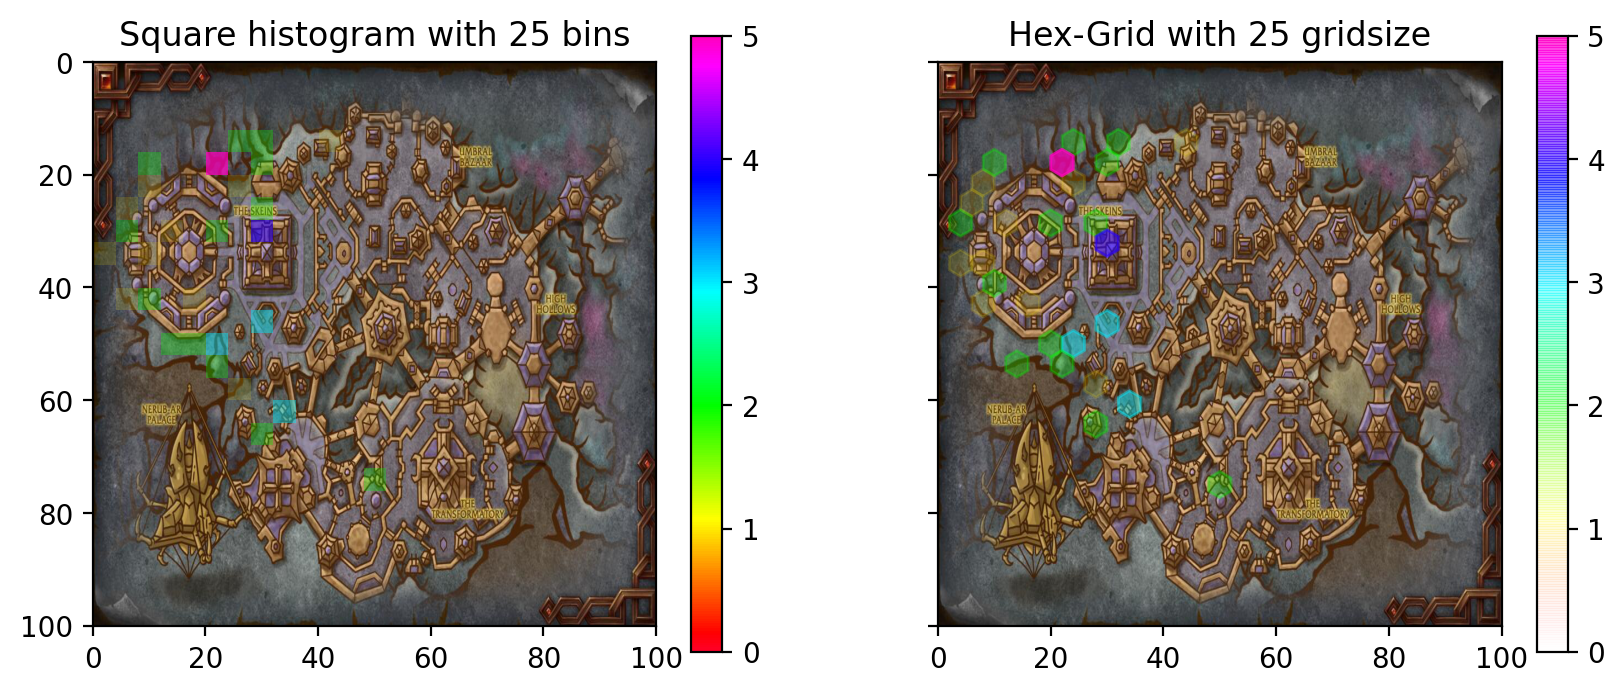 Square histogram with 25 bins
0
20
40
60
80
100
0
20
40
60
80
100
UMBRAL
BAZAAR
THE SKEINS
HIGH
HOLLOWS
NERUB-AR
PALACE
THE
TRANSFORMATORY
5
4
3
2
1
0
Hex-Grid with 25 gridsize
0
20
40
60
80
100
UMBRAL
BAZAAR
THE SKEINS
HIGH
HOLLOWS
NERUB-AR
PALACE
THE
TRANSFORMATORY
5
4
3
2
1
0